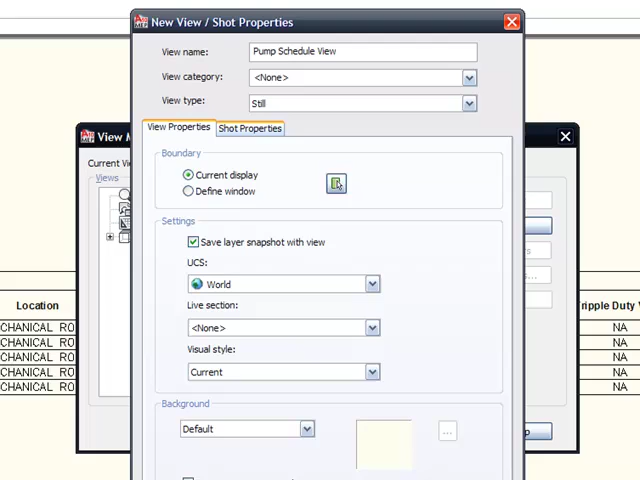 New View / Shot Properties
View name: Pump Schedule View
View category: <None>
View type: Still
View Properties Shot Properties
View M
Current Vi
Views
Boundary
Current display
Define window
Settings
Save layer snapshot with view
UCS:
World
Live section:
<None>
Visual style:
Current
Background
Default
...
Location
CHANICAL RO
CHANICAL RO
CHANICAL RO
CHANICAL RO
CHANICAL RO
ripple Duty V
NA
NA
NA
NA
NA